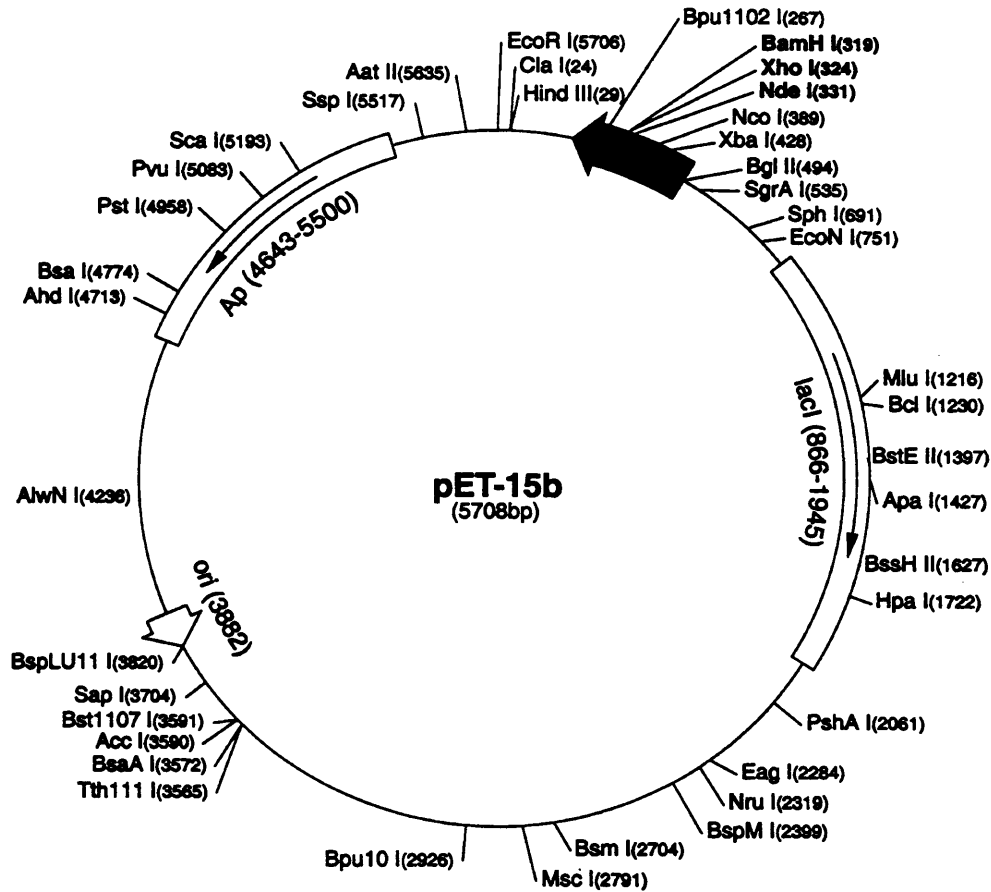 EcoR I(5706)
Cla I(24)
Hind III(29)
Bpu1102 I(267)
BamH I(319)
Xho I(324)
Nde I(331)
Nco I(389)
Xba I(428)
Bgl II(494)
SgrA I(535)
Sph I(691)
EcoN I(751)
Aat II(5635)
Ssp I(5517)
Sca I(5193)
Pvu I(5083)
Pst I(4958)
Bsa I(4774)
Ahd I(4713)
Ap (4643-5500)
lacI (866-1945)
Mlu I(1216)
Bcl I(1230)
BstE II(1397)
Apa I(1427)
BssH II(1627)
Hpa I(1722)
pET-15b
(5708bp)
AlwN I(4236)
ori (3882)
BspLU11 I(3820)
Sap I(3704)
Bst1107 I(3591)
Acc I(3590)
BsaA I(3572)
Tth111 I(3565)
PshA I(2061)
Eag I(2284)
Nru I(2319)
BspM I(2399)
Bsm I(2704)
Msc I(2791)
Bpu10 I(2926)